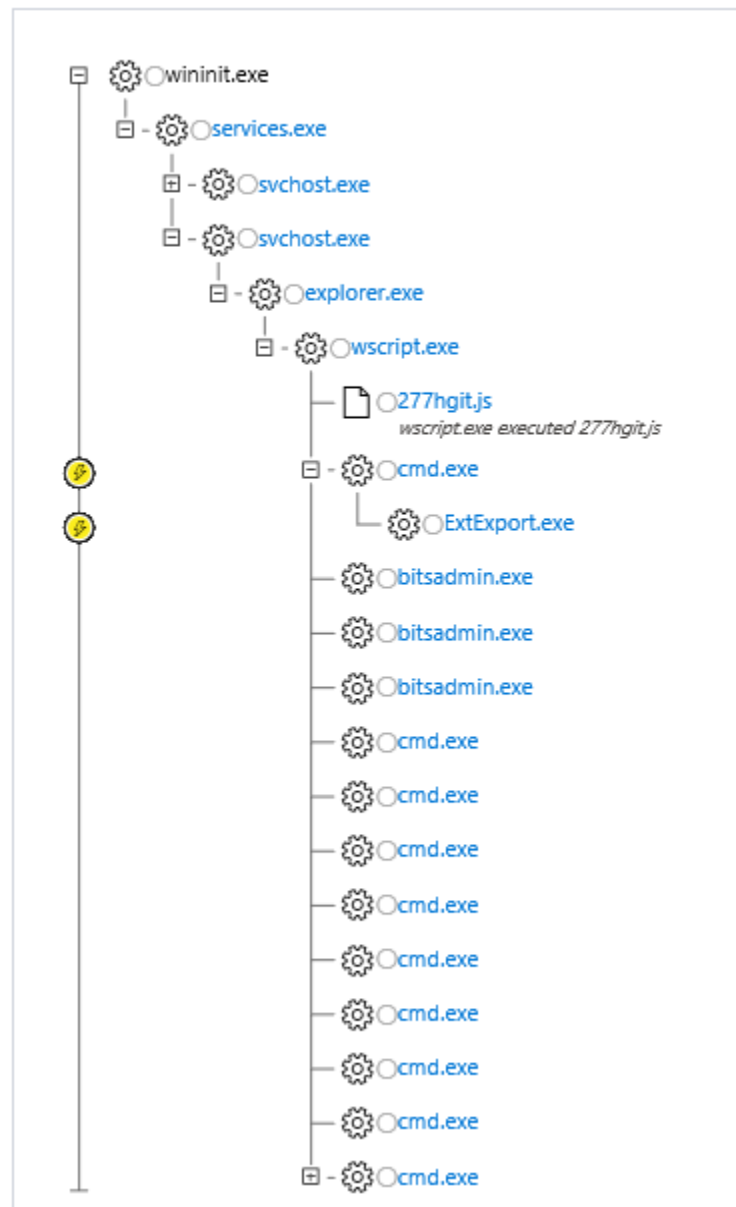 wininit.exe
services.exe
svchost.exe
svchost.exe
explorer.exe
wscript.exe
277hgit.js
wscript.exe executed 277hgit.js
cmd.exe
ExtExport.exe
bitsadmin.exe
bitsadmin.exe
bitsadmin.exe
cmd.exe
cmd.exe
cmd.exe
cmd.exe
cmd.exe
cmd.exe
cmd.exe
cmd.exe
cmd.exe